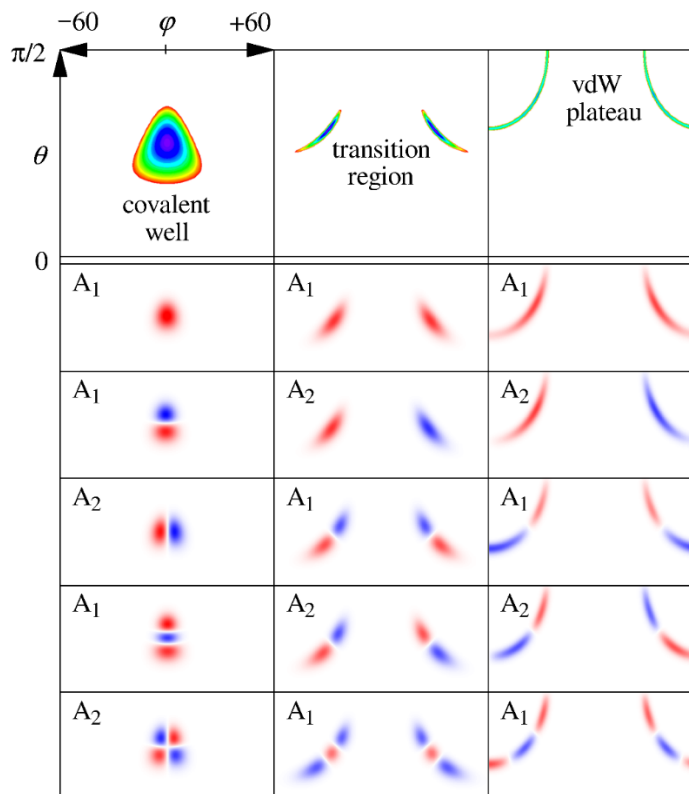 −60 φ +60
π/2
θ
0
covalent
well
transition
region
vdW
plateau
A₁ A₁ A₁
A₁ A₂ A₂
A₂ A₁ A₁
A₁ A₂ A₂
A₂ A₁ A₁